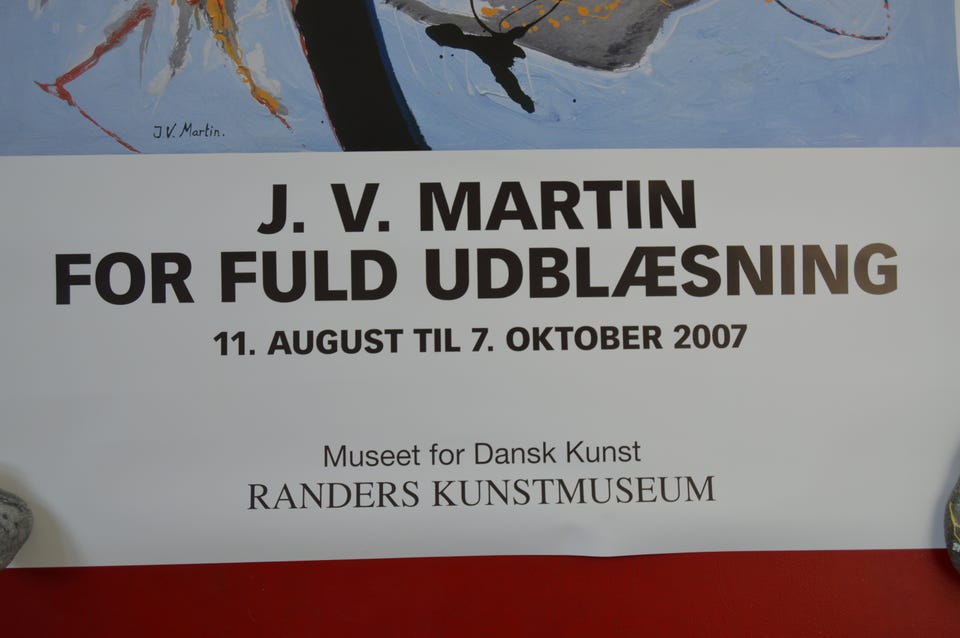 J.V. Martin.
J. V. MARTIN
FOR FULD UDBLÆSNING
11. AUGUST TIL 7. OKTOBER 2007
Museet for Dansk Kunst
RANDERS KUNSTMUSEUM